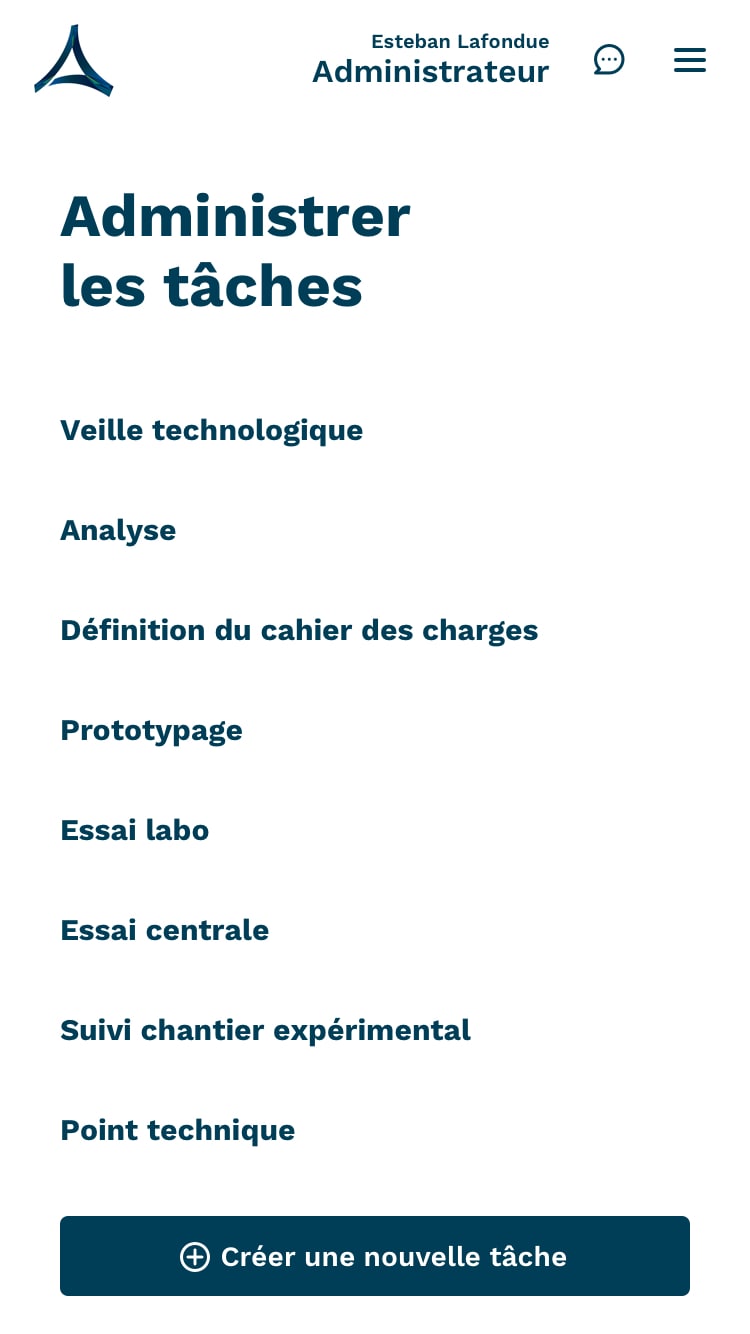 Esteban Lafondue
Administrateur
Administrer
les tâches
Veille technologique
Analyse
Définition du cahier des charges
Prototypage
Essai labo
Essai centrale
Suivi chantier expérimental
Point technique
Créer une nouvelle tâche